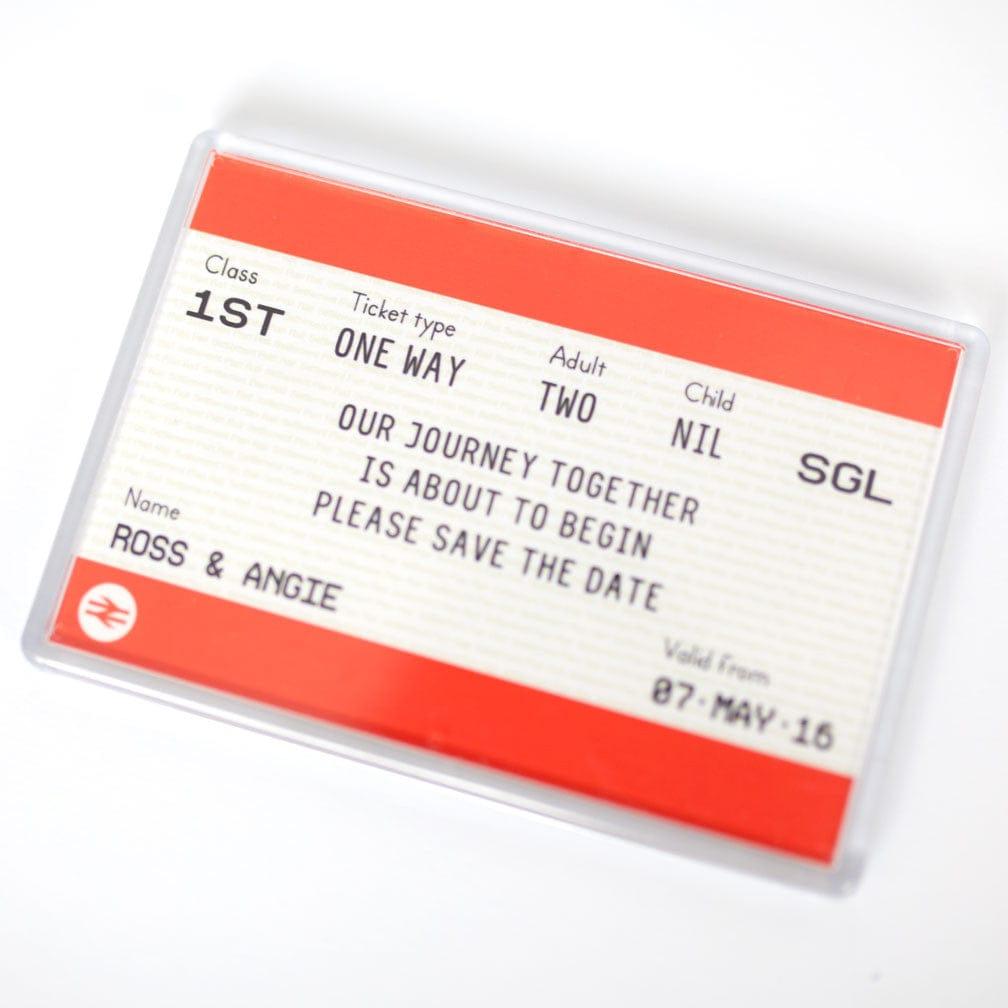 Class
1ST
Ticket type
ONE WAY
Adult
TWO
Child
NIL
SGL
OUR JOURNEY TOGETHER
IS ABOUT TO BEGIN
PLEASE SAVE THE DATE
Name
ROSS & ANGIE
Valid from
07·MAY·16